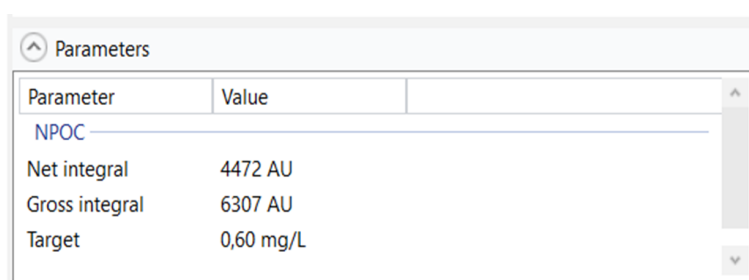 Parameters
Parameter Value
NPOC
Net integral 4472 AU
Gross integral 6307 AU
Target 0,60 mg/L